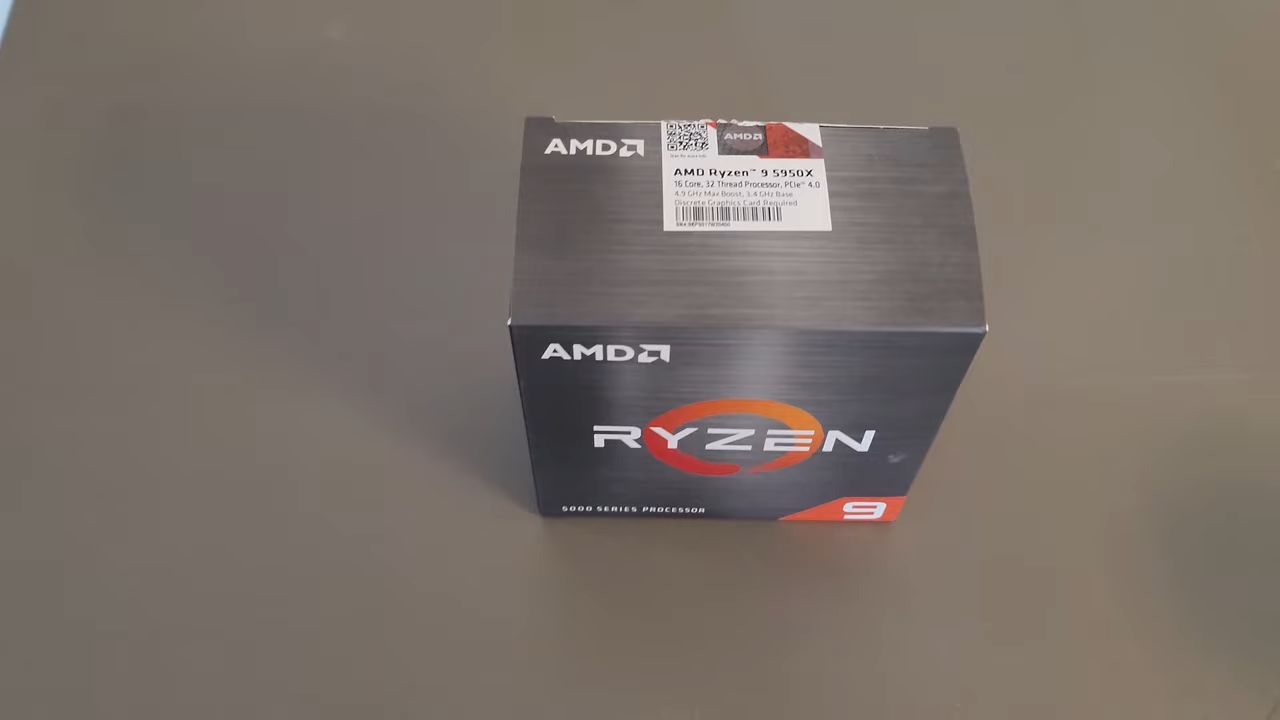 AMD
AMD
AMD Ryzen™ 9 5950X
16 Core, 32 Thread Processor, PCIe® 4.0
4.9 GHz Max Boost, 3.4 GHz Base
Discrete Graphics Card Required
AMD
RYZEN
5000 SERIES PROCESSOR
9